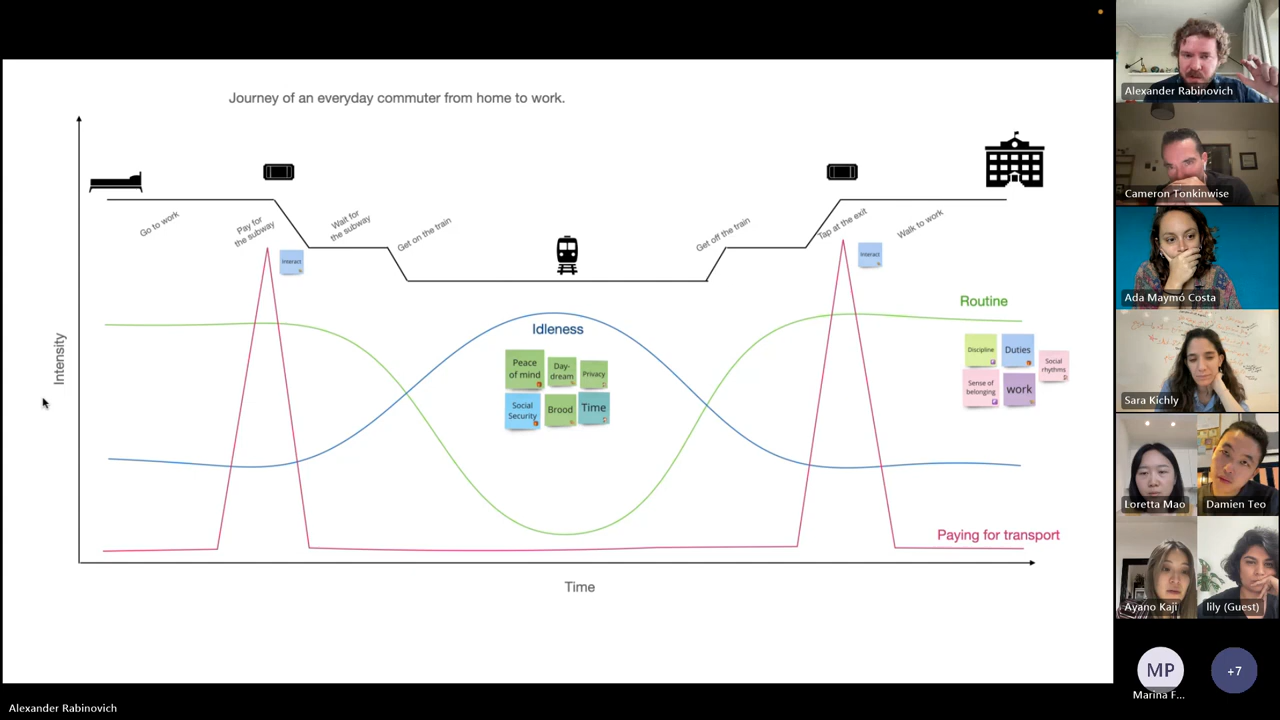 Journey of an everyday commuter from home to work.
Go to work
Pay for
the subway
Wait for
the subway
Get on the train
Get off the train
Tap at the exit
Walk to work
Interact
Interact
Intensity
Idleness
Peace
of mind
Day-
dream
Privacy
Social
Security
Brood
Time
Routine
Discipline
Duties
Social
rhythms
Sense of
belonging
work
Paying for transport
Time
Alexander Rabinovich
Cameron Tonkinwise
Ada Maymó Costa
Sara Kichly
Loretta Mao
Damien Teo
Ayano Kaji
lily (Guest)
MP
Marina F...
+7
Alexander Rabinovich